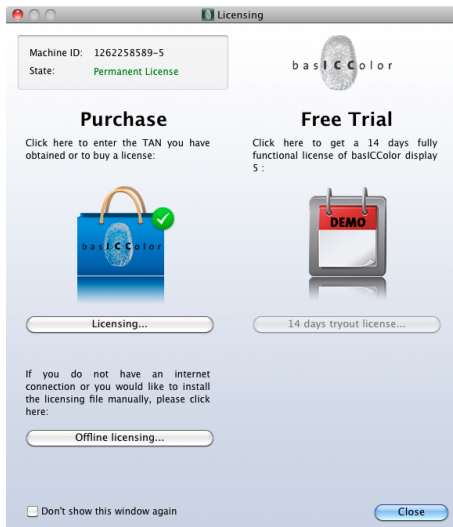 Licensing
Machine ID: 1262258589-5
State: Permanent License
basICColor
Purchase
Click here to enter the TAN you have
obtained or to buy a license:
basICColor
Licensing...
If you do not have an internet
connection or you would like to install
the licensing file manually, please click
here:
Offline licensing...
Free Trial
Click here to get a 14 days fully
functional license of basICColor display
5 :
DEMO
14 days tryout license...
Don't show this window again
Close